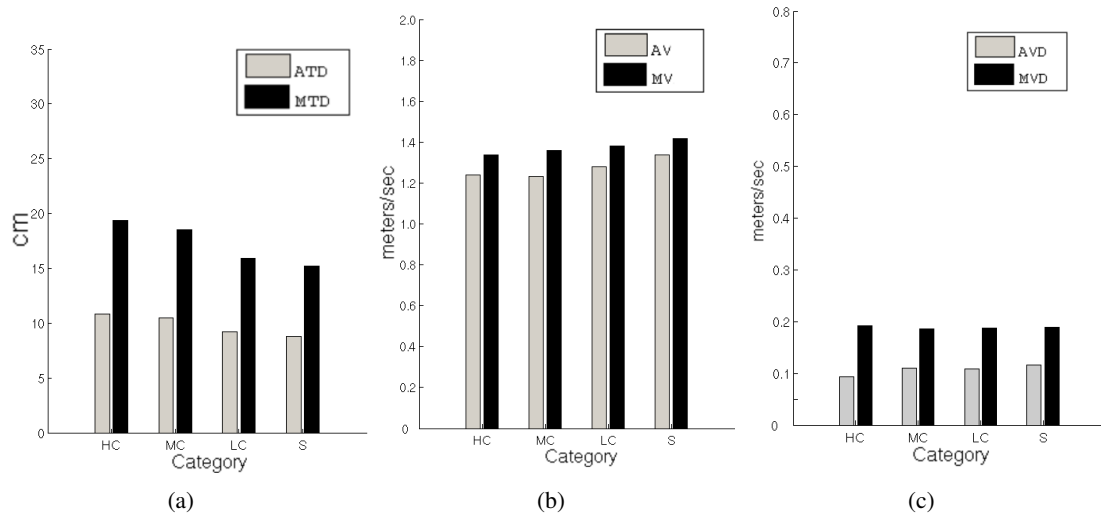 35
30
25
20
15
10
5
0
cm
ATD
MTD
HC MC LC S
Category
(a)
2.0
1.8
1.6
1.4
1.2
1.0
0.8
0.6
0.4
0.2
0
meters/sec
AV
MV
HC MC LC S
Category
(b)
0.8
0.7
0.6
0.5
0.4
0.3
0.2
0.1
0
meters/sec
AVD
MVD
HC MC LC S
Category
(c)